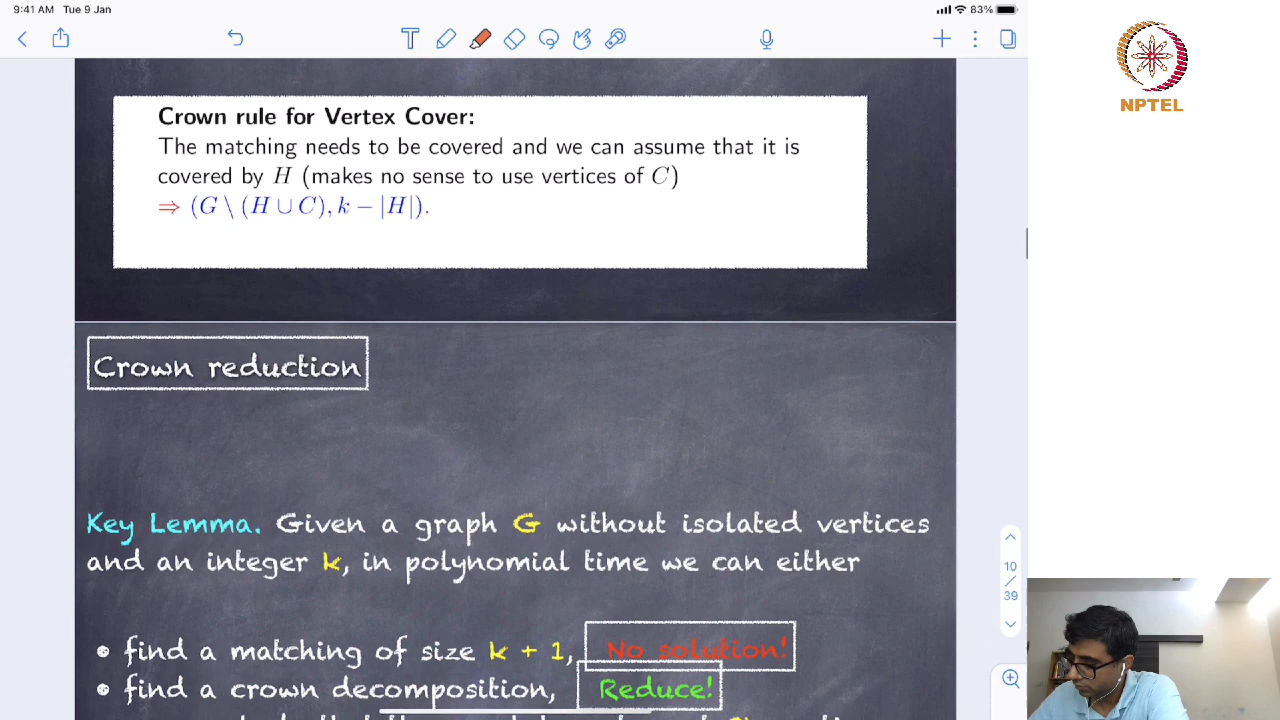 9:41 AM Tue 9 Jan
83%
NPTEL
Crown rule for Vertex Cover:
The matching needs to be covered and we can assume that it is
covered by H (makes no sense to use vertices of C)
⇒ (G \ (H ∪ C), k − |H|).
Crown reduction
Key Lemma. Given a graph G without isolated vertices
and an integer k, in polynomial time we can either
• find a matching of size k + 1, No solution!
• find a crown decomposition, Reduce!
10
/
39